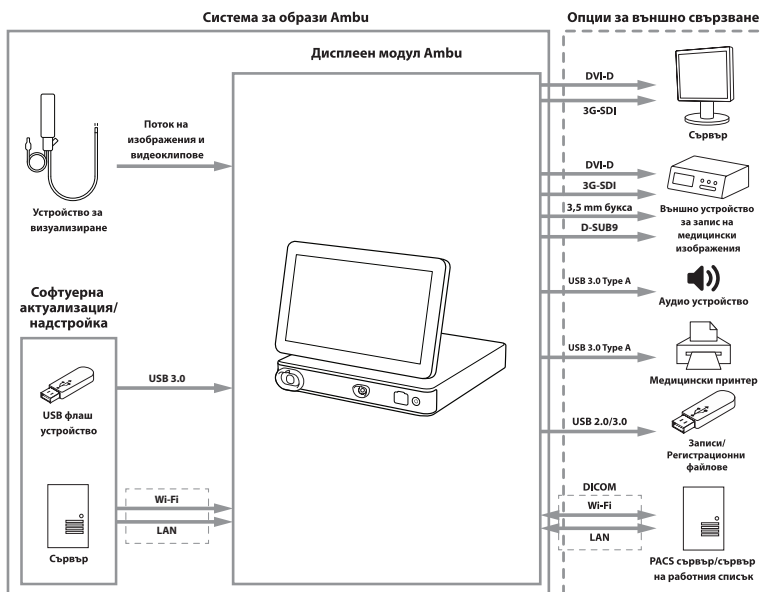 Система за образи Ambu
Опции за външно свързване
Дисплеен модул Ambu
Поток на
изображения и
видеоклипове
Устройство за
визуализиране
Софтуерна
актуализация/
надстройка
USB флаш
устройство
USB 3.0
Wi-Fi
LAN
Сървър
DVI-D
3G-SDI
Сървър
DVI-D
3G-SDI
3,5 mm букса
D-SUB9
Външно устройство
за запис на
медицински
изображения
USB 3.0 Type A
Аудио устройство
USB 3.0 Type A
Медицински принтер
USB 2.0/3.0
Записи/
Регистрационни
файлове
DICOM
Wi-Fi
LAN
PACS сървър/сървър
на работния списък